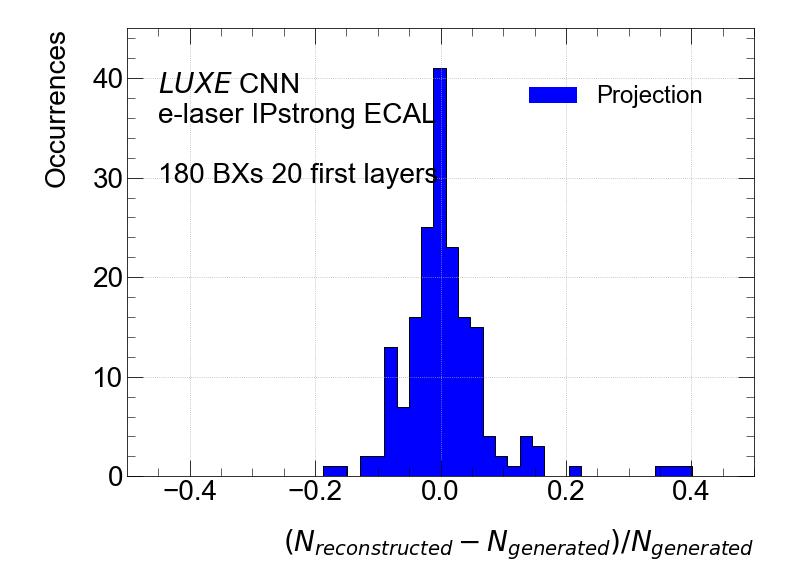 Occurrences
40
30
20
10
0
LUXE CNN
e-laser IPstrong ECAL
180 BXs 20 first layers
Projection
−0.4 −0.2 0.0 0.2 0.4
(N_reconstructed − N_generated)/N_generated